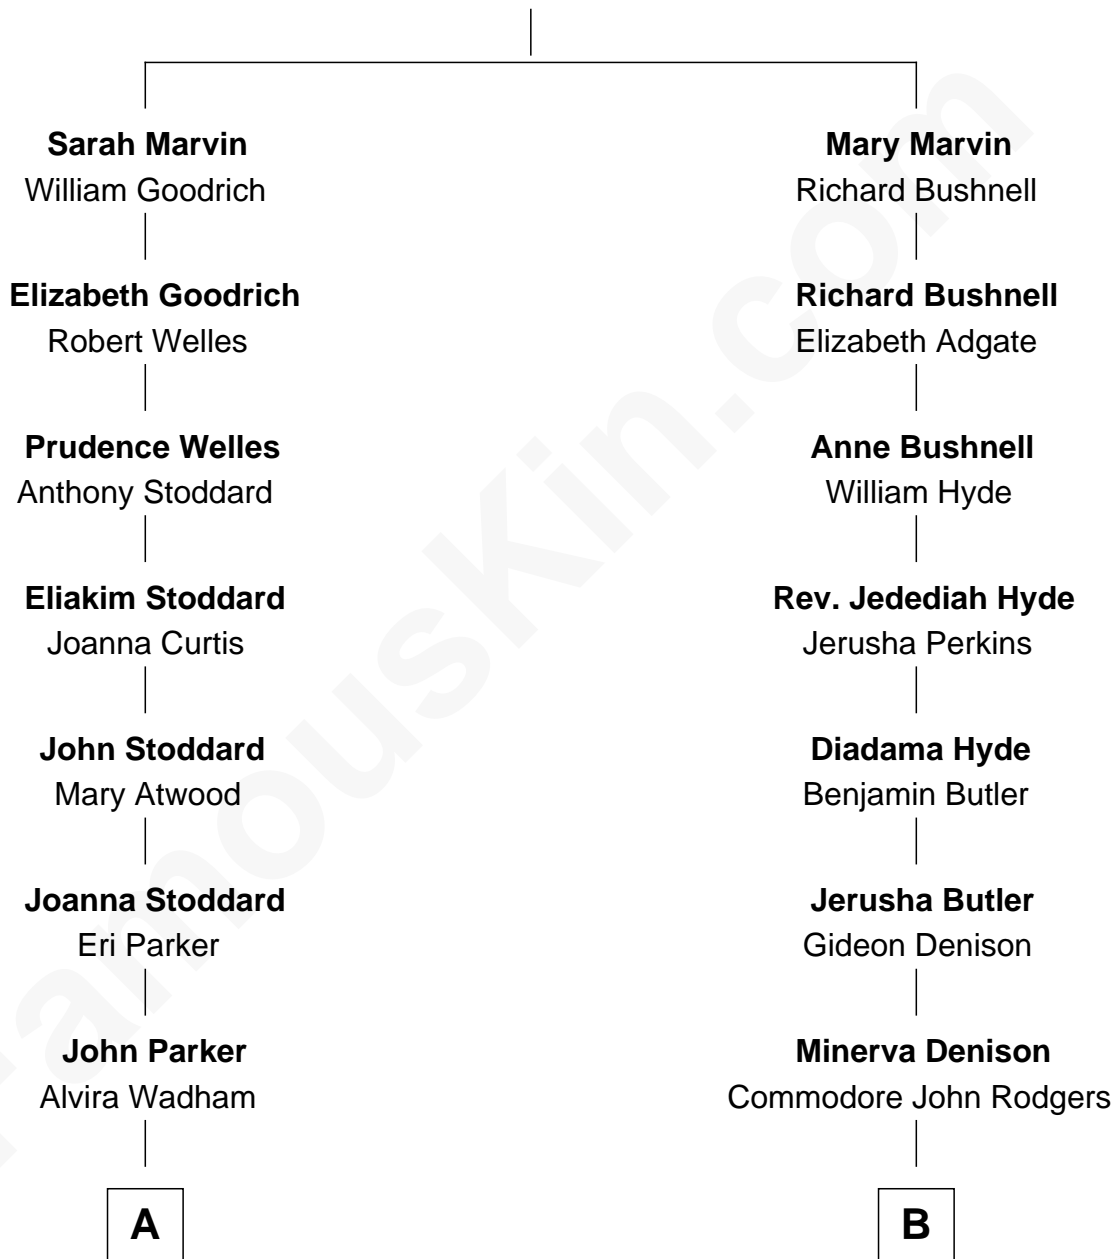 Sarah Marvin
William Goodrich
Mary Marvin
Richard Bushnell
Elizabeth Goodrich
Robert Welles
Richard Bushnell
Elizabeth Adgate
Prudence Welles
Anthony Stoddard
Anne Bushnell
William Hyde
Eliakim Stoddard
Joanna Curtis
Rev. Jedediah Hyde
Jerusha Perkins
John Stoddard
Mary Atwood
Diadama Hyde
Benjamin Butler
Joanna Stoddard
Eri Parker
Jerusha Butler
Gideon Denison
John Parker
Alvira Wadham
Minerva Denison
Commodore John Rodgers
A
B
FamousKin.com